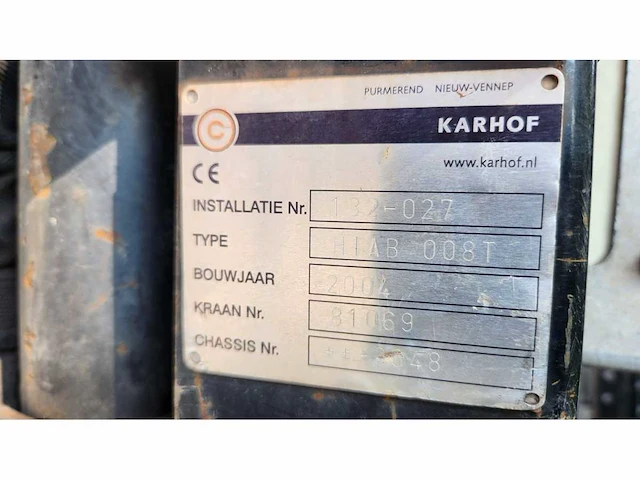 PURMEREND NIEUW-VENNEP
KARHOF
www.karhof.nl
CE
INSTALLATIE Nr. 132-027
TYPE HIAB 008T
BOUWJAAR 2004
KRAAN Nr. 81069
CHASSIS Nr.